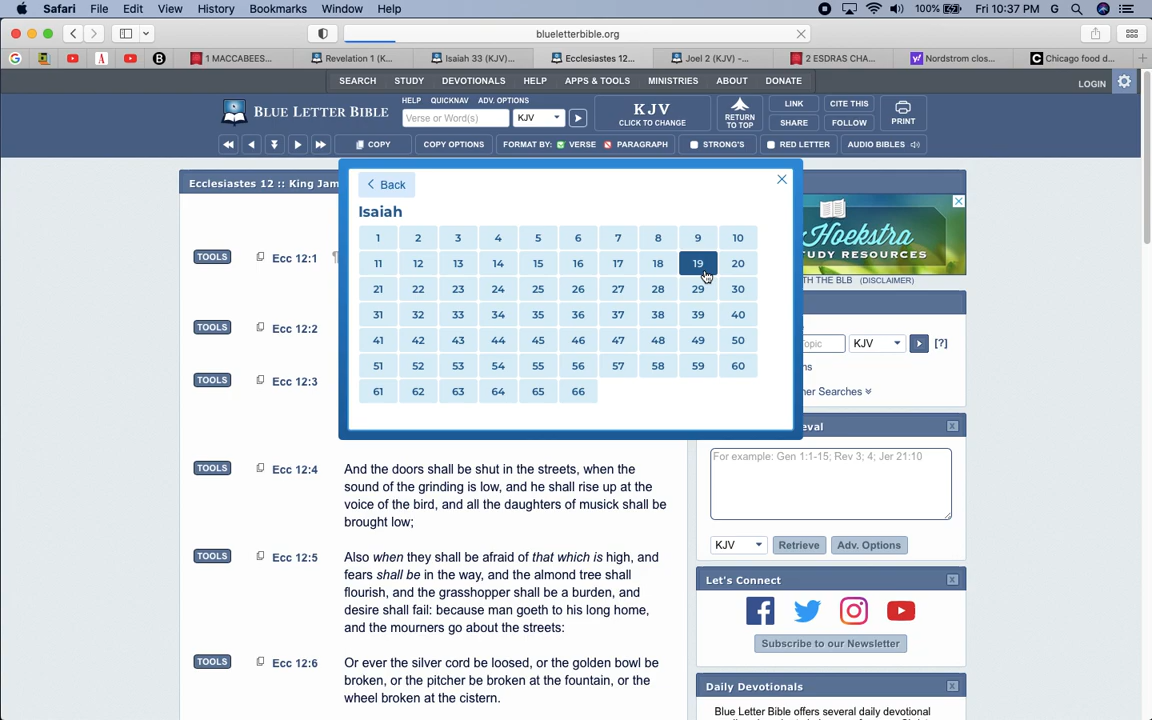 Safari File Edit View History Bookmarks Window Help 100% Fri 10:37 PM G
blueletterbible.org
1 MACCABEES... Revelation 1 (K... Isaiah 33 (KJV)... Ecclesiastes 12... Joel 2 (KJV) -... 2 ESDRAS CHA... Nordstrom clos... Chicago food d...
SEARCH STUDY DEVOTIONALS HELP APPS & TOOLS MINISTRIES ABOUT DONATE LOGIN
BLUE LETTER BIBLE
HELP QUICKNAV ADV. OPTIONS
Verse or Word(s) KJV
KJV
CLICK TO CHANGE
RETURN
TO TOP
LINK CITE THIS
SHARE FOLLOW
PRINT
COPY COPY OPTIONS FORMAT BY: VERSE PARAGRAPH STRONG'S RED LETTER AUDIO BIBLES
Ecclesiastes 12 :: King Jam
Back
Isaiah
1 2 3 4 5 6 7 8 9 10
11 12 13 14 15 16 17 18 19 20
21 22 23 24 25 26 27 28 29 30
31 32 33 34 35 36 37 38 39 40
41 42 43 44 45 46 47 48 49 50
51 52 53 54 55 56 57 58 59 60
61 62 63 64 65 66
TOOLS Ecc 12:1 ¶
TOOLS Ecc 12:2
TOOLS Ecc 12:3
TOOLS Ecc 12:4 And the doors shall be shut in the streets, when the
sound of the grinding is low, and he shall rise up at the
voice of the bird, and all the daughters of musick shall be
brought low;
TOOLS Ecc 12:5 Also when they shall be afraid of that which is high, and
fears shall be in the way, and the almond tree shall
flourish, and the grasshopper shall be a burden, and
desire shall fail: because man goeth to his long home,
and the mourners go about the streets:
TOOLS Ecc 12:6 Or ever the silver cord be loosed, or the golden bowl be
broken, or the pitcher be broken at the fountain, or the
wheel broken at the cistern.
Hoekstra
UDY RESOURCES
TH THE BLB (DISCLAIMER)
opic KJV [?]
ns
her Searches
eval
For example: Gen 1:1-15; Rev 3; 4; Jer 21:10
KJV Retrieve Adv. Options
Let's Connect
Subscribe to our Newsletter
Daily Devotionals
Blue Letter Bible offers several daily devotional